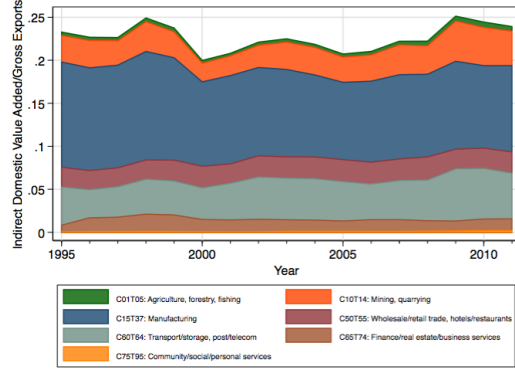 Indirect Domestic Value Added/Gross Exports
.25
.2
.15
.1
.05
0
1995
2000
2005
2010
Year
C01T05: Agriculture, forestry, fishing
C10T14: Mining, quarrying
C15T37: Manufacturing
C50T55: Wholesale/retail trade, hotels/restaurants
C60T64: Transport/storage, post/telecom
C65T74: Finance/real estate/business services
C75T95: Community/social/personal services